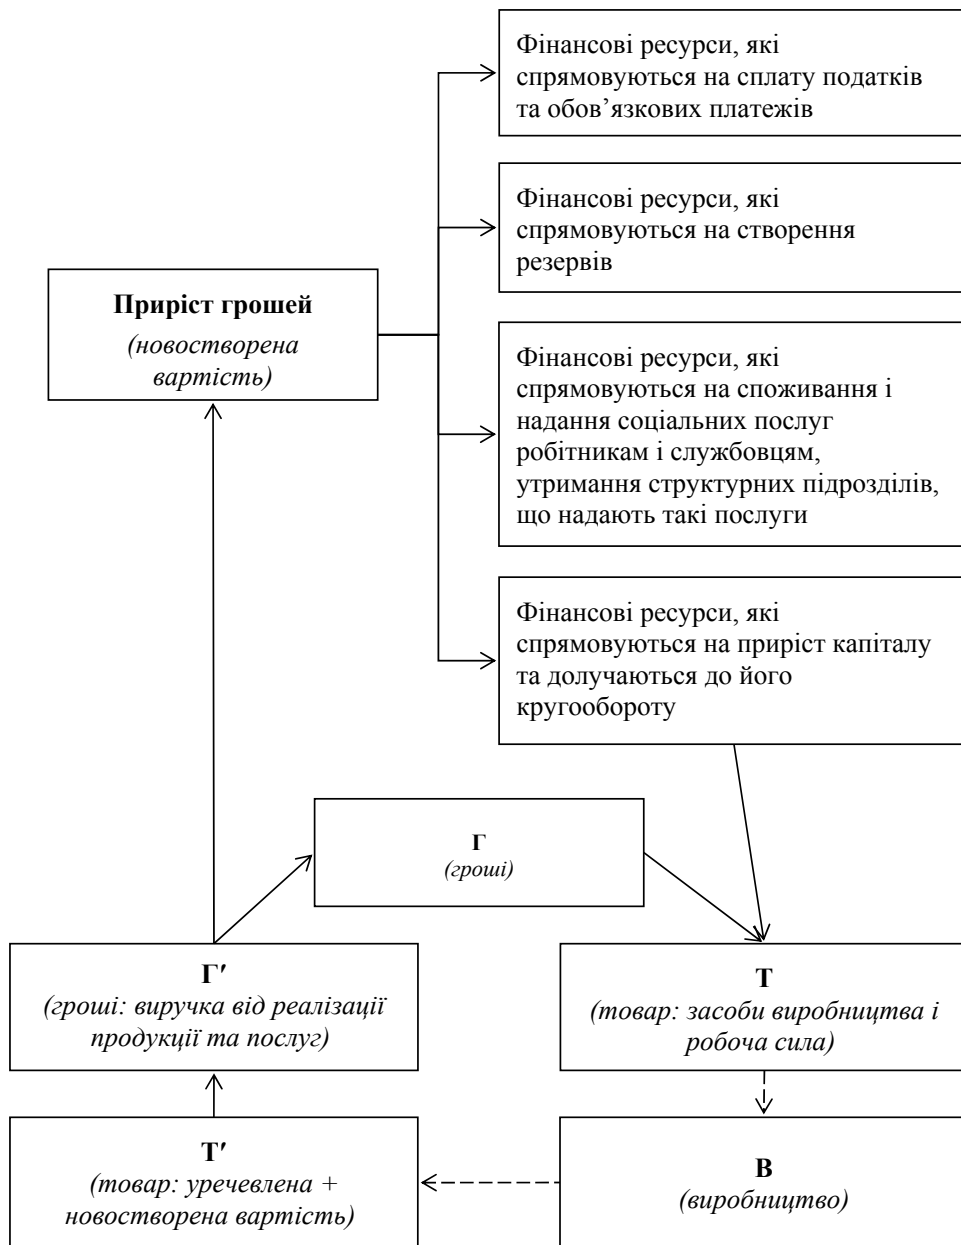 Фінансові ресурси, які
спрямовуються на сплату податків
та обов’язкових платежів
Фінансові ресурси, які
спрямовуються на створення
резервів
Приріст грошей
(новостворена
вартість)
Фінансові ресурси, які
спрямовуються на споживання і
надання соціальних послуг
робітникам і службовцям,
утримання структурних підрозділів,
що надають такі послуги
Фінансові ресурси, які
спрямовуються на приріст капіталу
та долучаються до його
кругообороту
Г
(гроші)
Г′
(гроші: виручка від реалізації
продукції та послуг)
Т
(товар: засоби виробництва і
робоча сила)
Т′
(товар: уречевлена +
новостворена вартість)
В
(виробництво)